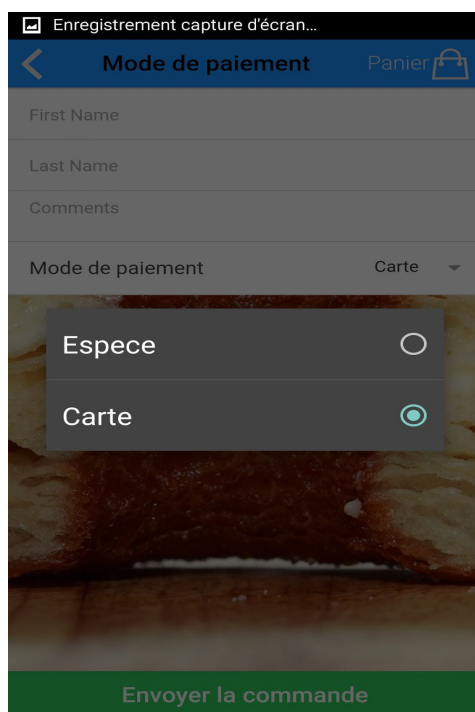 Enregistrement capture d'écran...
Mode de paiement Panier
First Name
Last Name
Comments
Mode de paiement Carte
Espece
Carte
Envoyer la commande